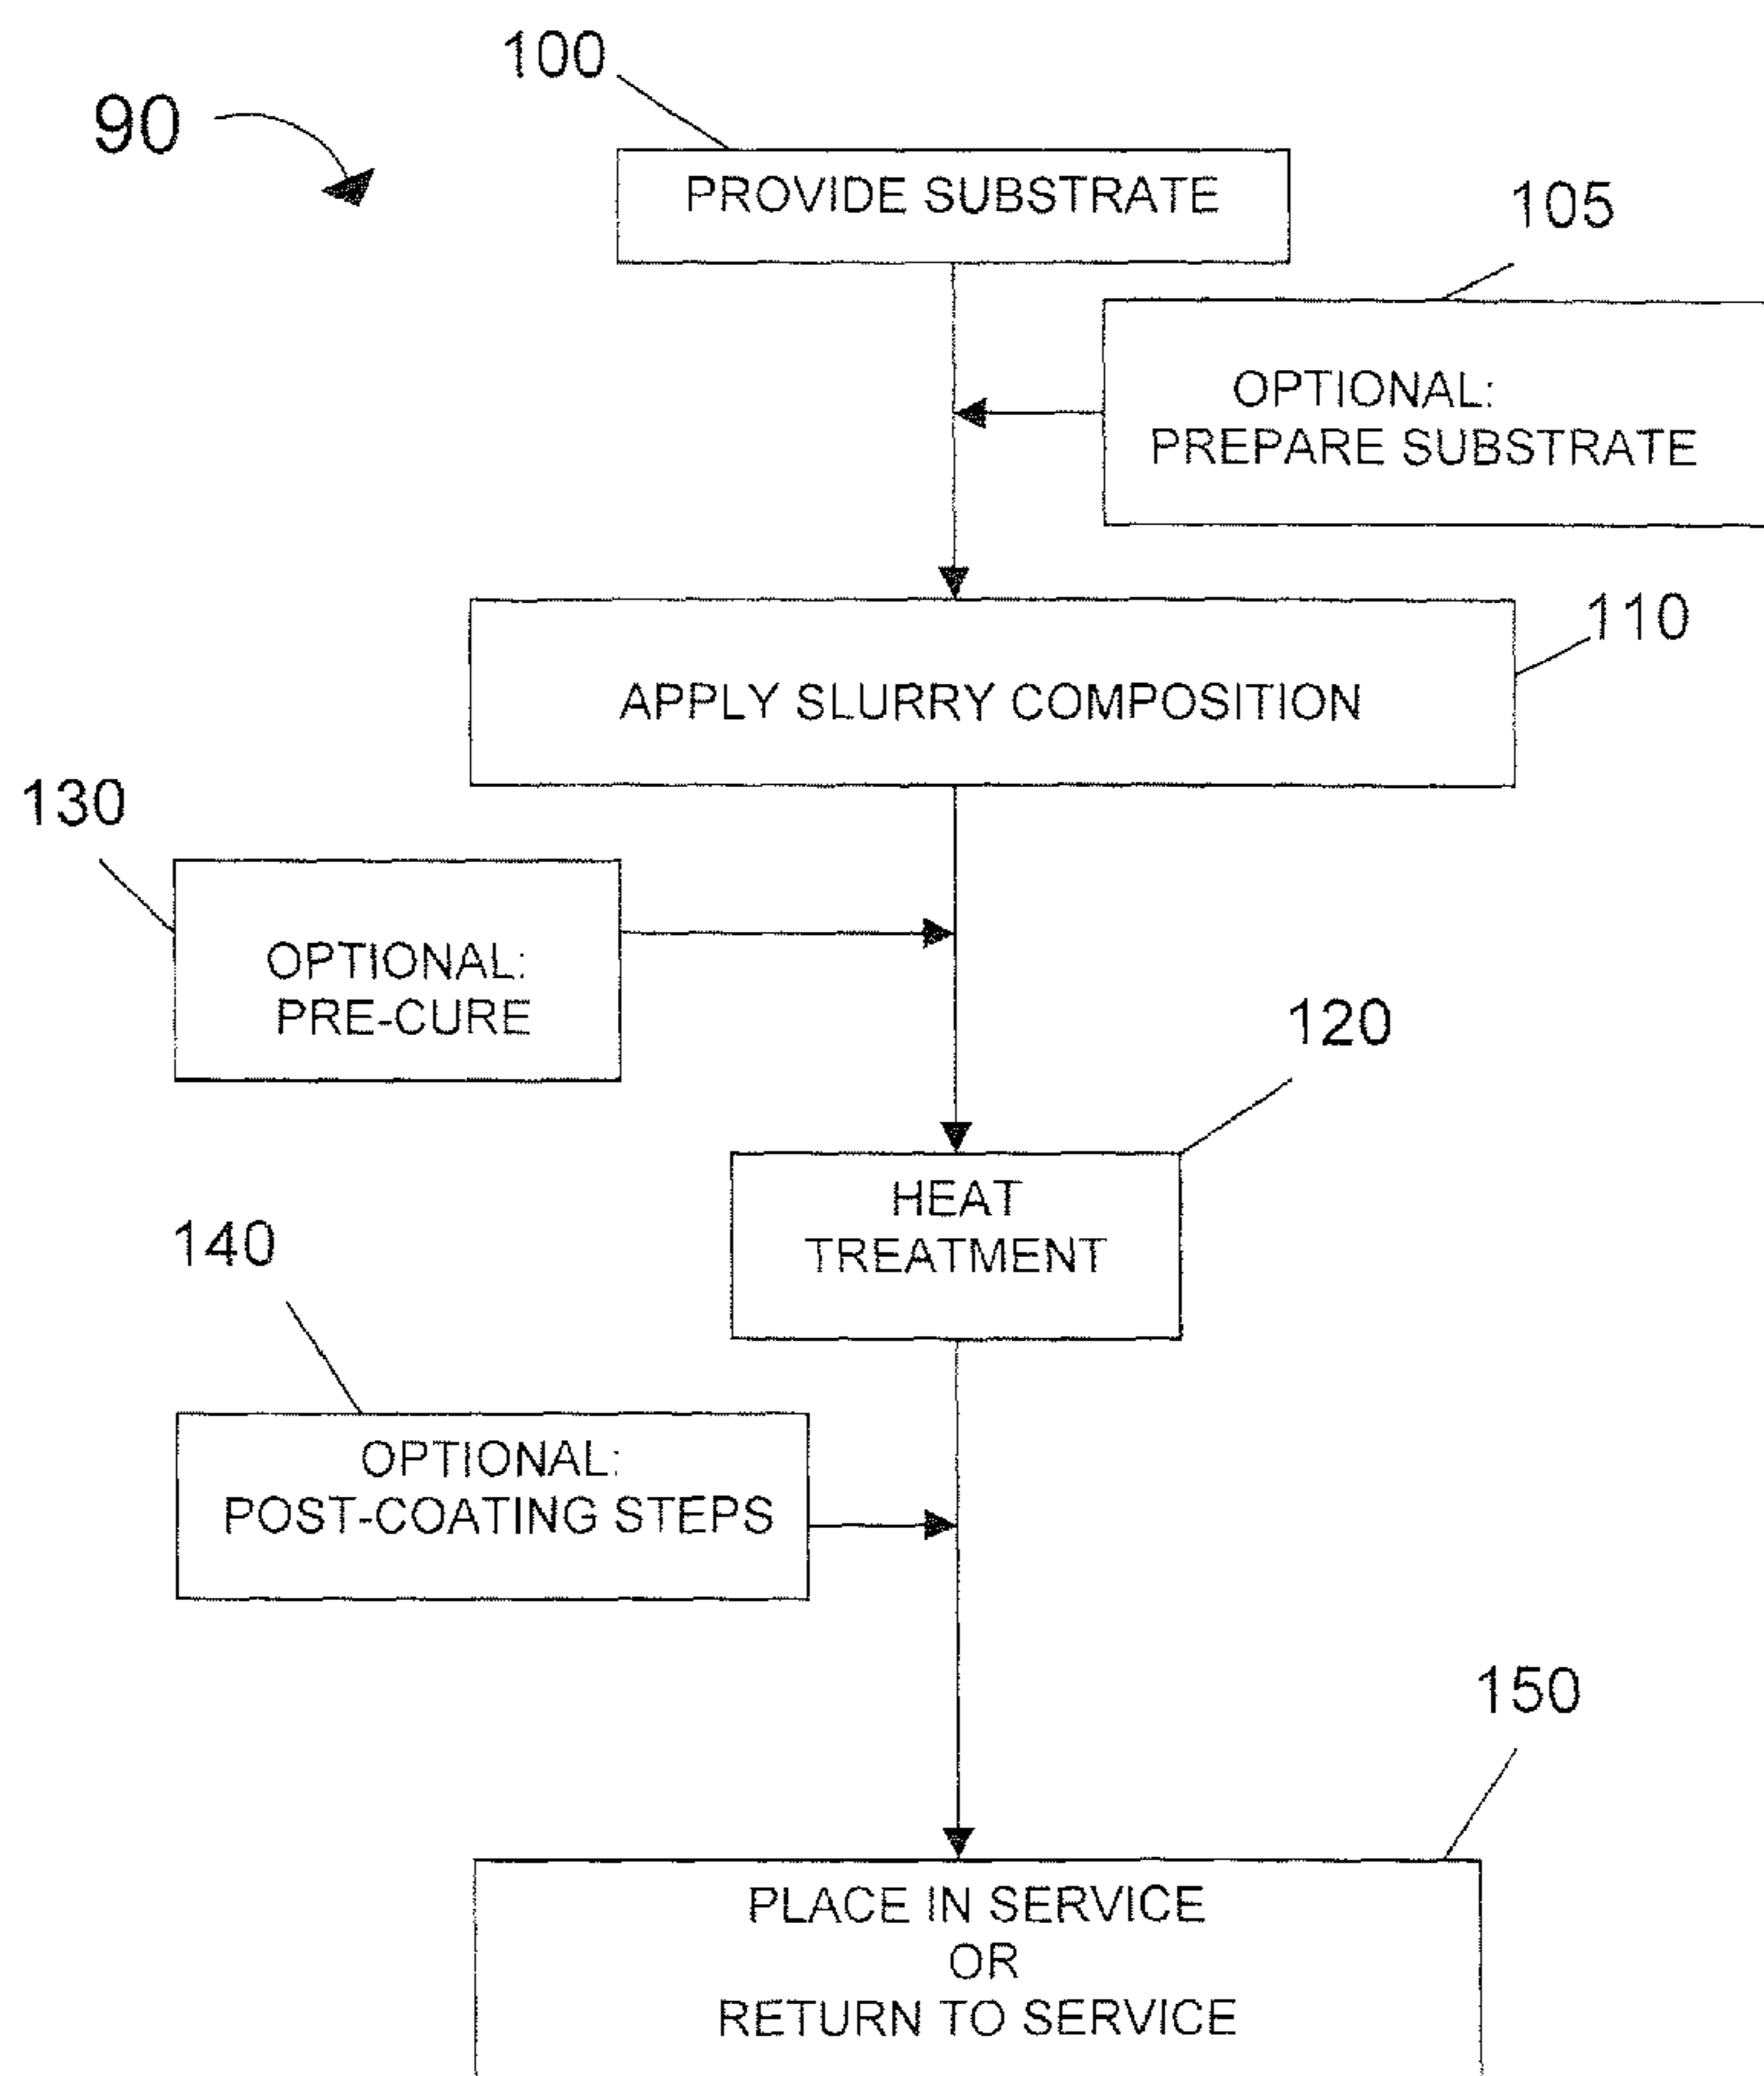 100
90
PROVIDE SUBSTRATE
105
OPTIONAL:
PREPARE SUBSTRATE
110
APPLY SLURRY COMPOSITION
130
OPTIONAL:
PRE-CURE
120
HEAT
TREATMENT
140
OPTIONAL:
POST-COATING STEPS
150
PLACE IN SERVICE
OR
RETURN TO SERVICE